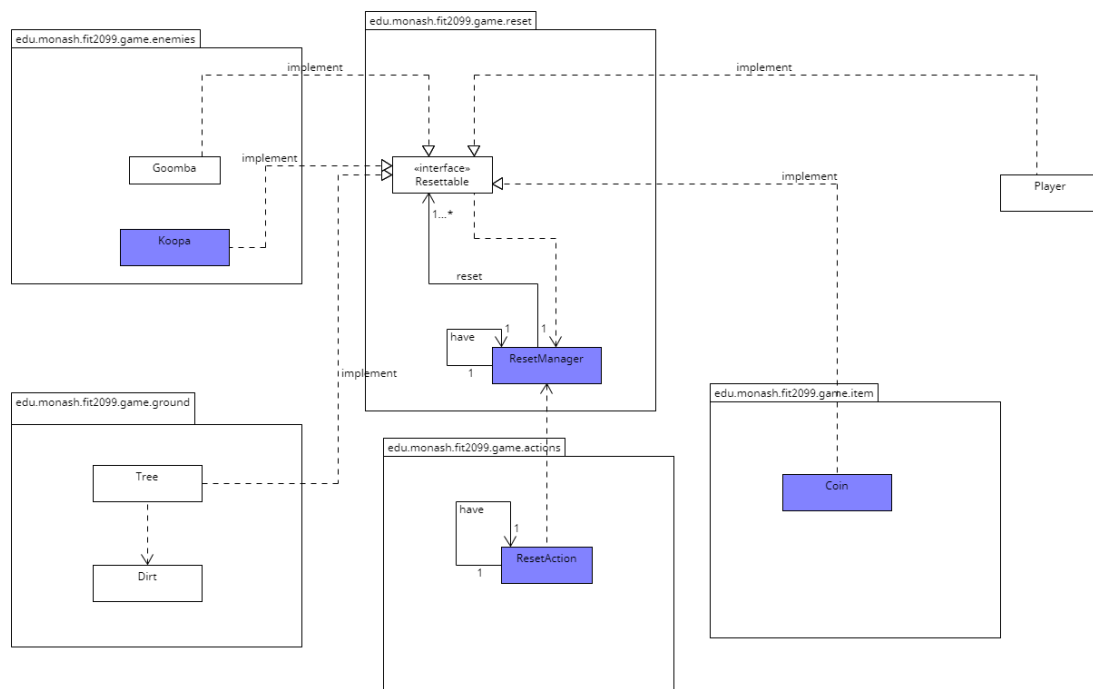 edu.monash.fit2099.game.reset
edu.monash.fit2099.game.enemies
implement
implement
Goomba
implement
«interface»
Resettable
implement
Player
1...*
Koopa
reset
have
1
1
ResetManager
1
implement
edu.monash.fit2099.game.item
edu.monash.fit2099.game.ground
edu.monash.fit2099.game.actions
Tree
Coin
have
1
ResetAction
1
Dirt